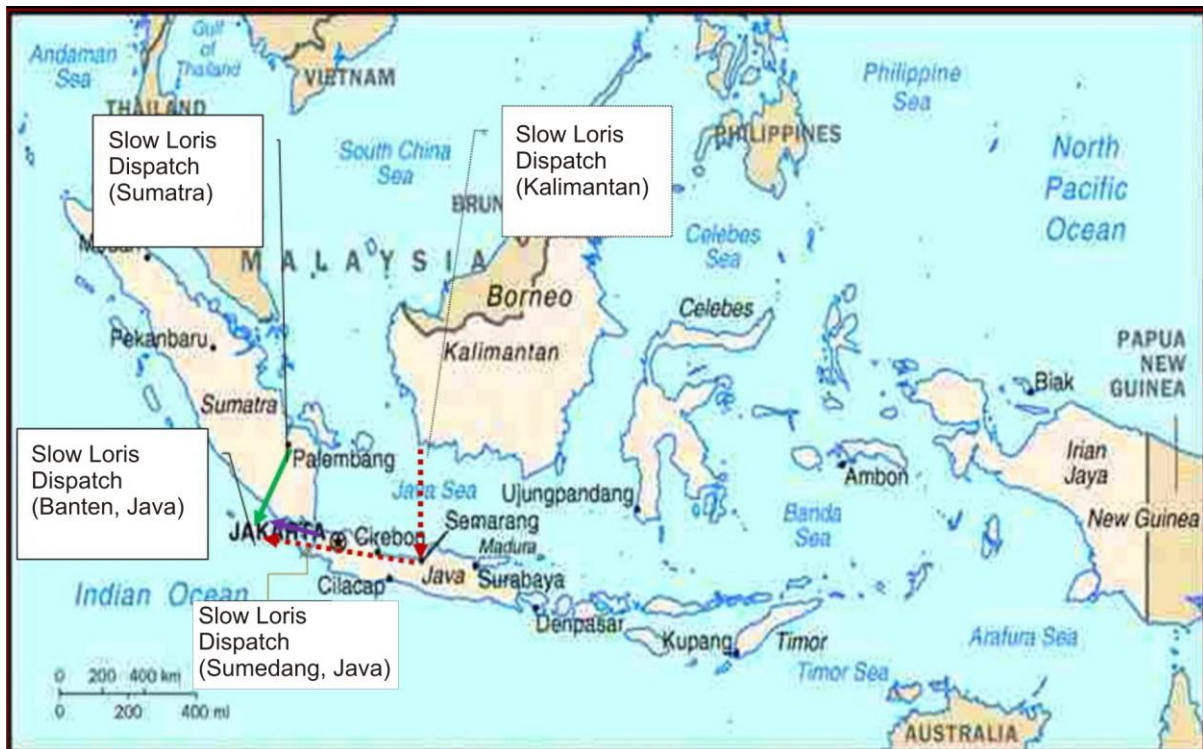 Andaman
Sea
Gulf
of
Thailand
THAILAND
VIETNAM
Philippine
Sea
PHILIPPINES
South China
Sea
North
Pacific
Ocean
Slow Loris
Dispatch
(Sumatra)
Slow Loris
Dispatch
(Kalimantan)
BRUN
Celebes
Sea
MALAYSIA
Borneo
Kalimantan
Celebes
Pekanbaru
Sumatra
PAPUA
NEW
GUINEA
Biak
Irian
Jaya
New Guinea
Slow Loris
Dispatch
(Banten, Java)
Palembang
Java Sea
Ujungpandang
Ambon
Banda
Sea
JAKARTA
Cirebon
Semarang
Madura
Java
Surabaya
Cilacap
Indian Ocean
Slow Loris
Dispatch
(Sumedang, Java)
Denpasar
Kupang
Timor
Timor Sea
Arafura Sea
AUSTRALIA
0 200 400 km
0 200 400 mi